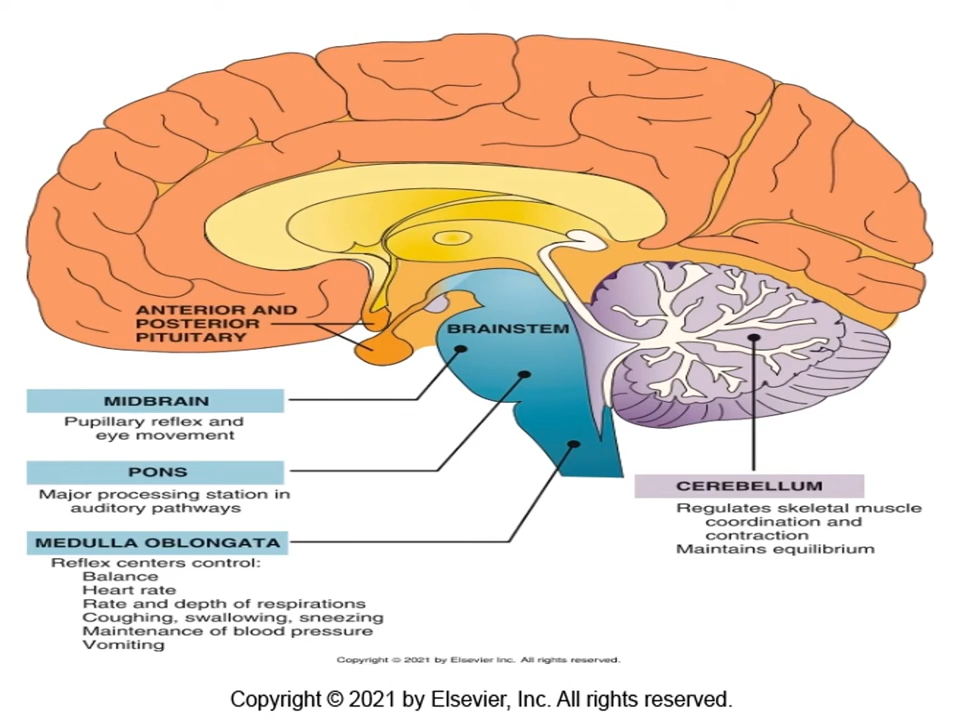 ANTERIOR AND
POSTERIOR
PITUITARY
BRAINSTEM
MIDBRAIN
Pupillary reflex and
eye movement
PONS
Major processing station in
auditory pathways
MEDULLA OBLONGATA
Reflex centers control:
Balance
Heart rate
Rate and depth of respirations
Coughing, swallowing, sneezing
Maintenance of blood pressure
Vomiting
CEREBELLUM
Regulates skeletal muscle
coordination and
contraction
Maintains equilibrium
Copyright © 2021 by Elsevier Inc. All rights reserved.
Copyright © 2021 by Elsevier, Inc. All rights reserved.